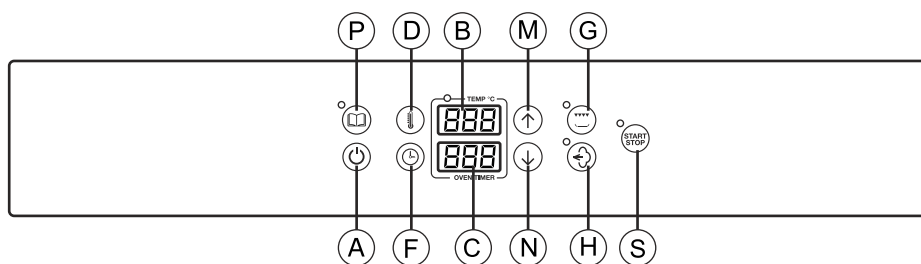 P D B M G
TEMP °C
888
START
STOP
888
OVEN TIMER
A F C N H S